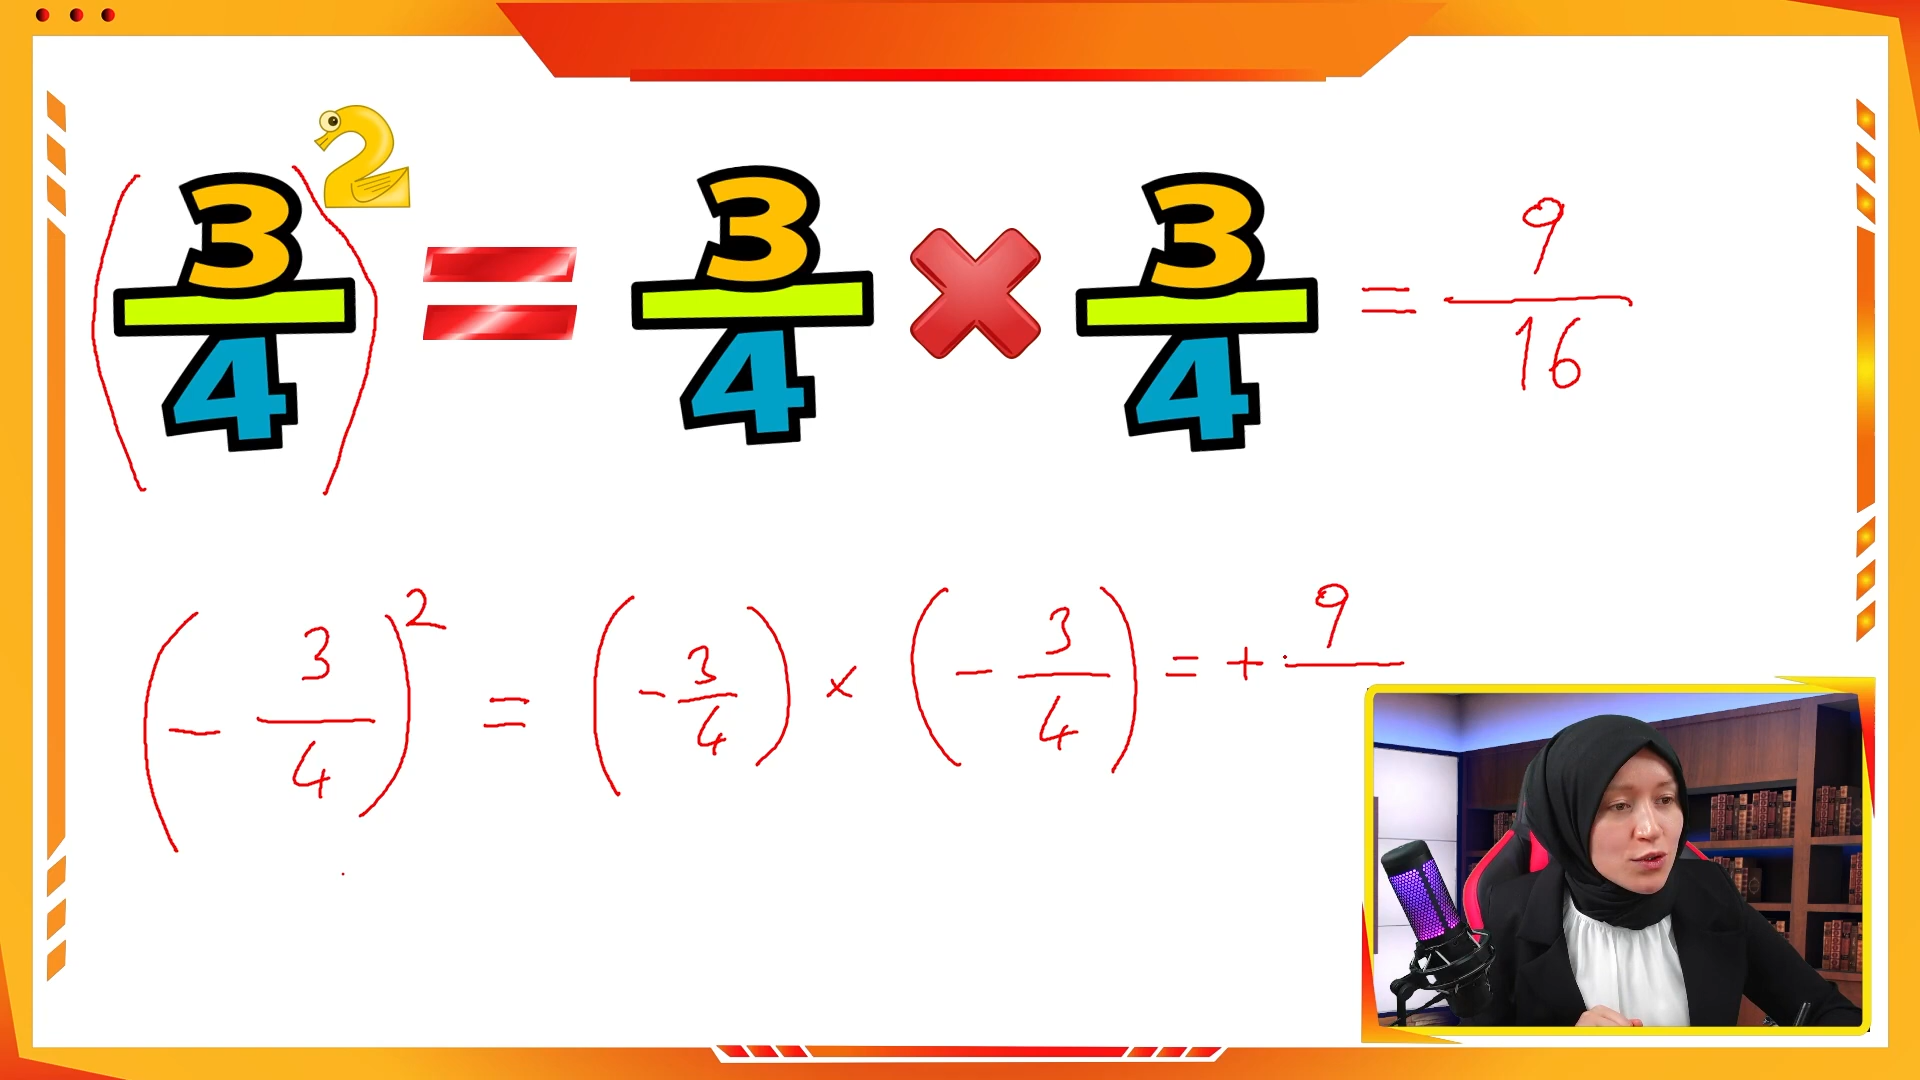 (3/4)2 = 3/4 × 3/4 = 9/16
(- 3/4)2 = (- 3/4) × (- 3/4) = + 9